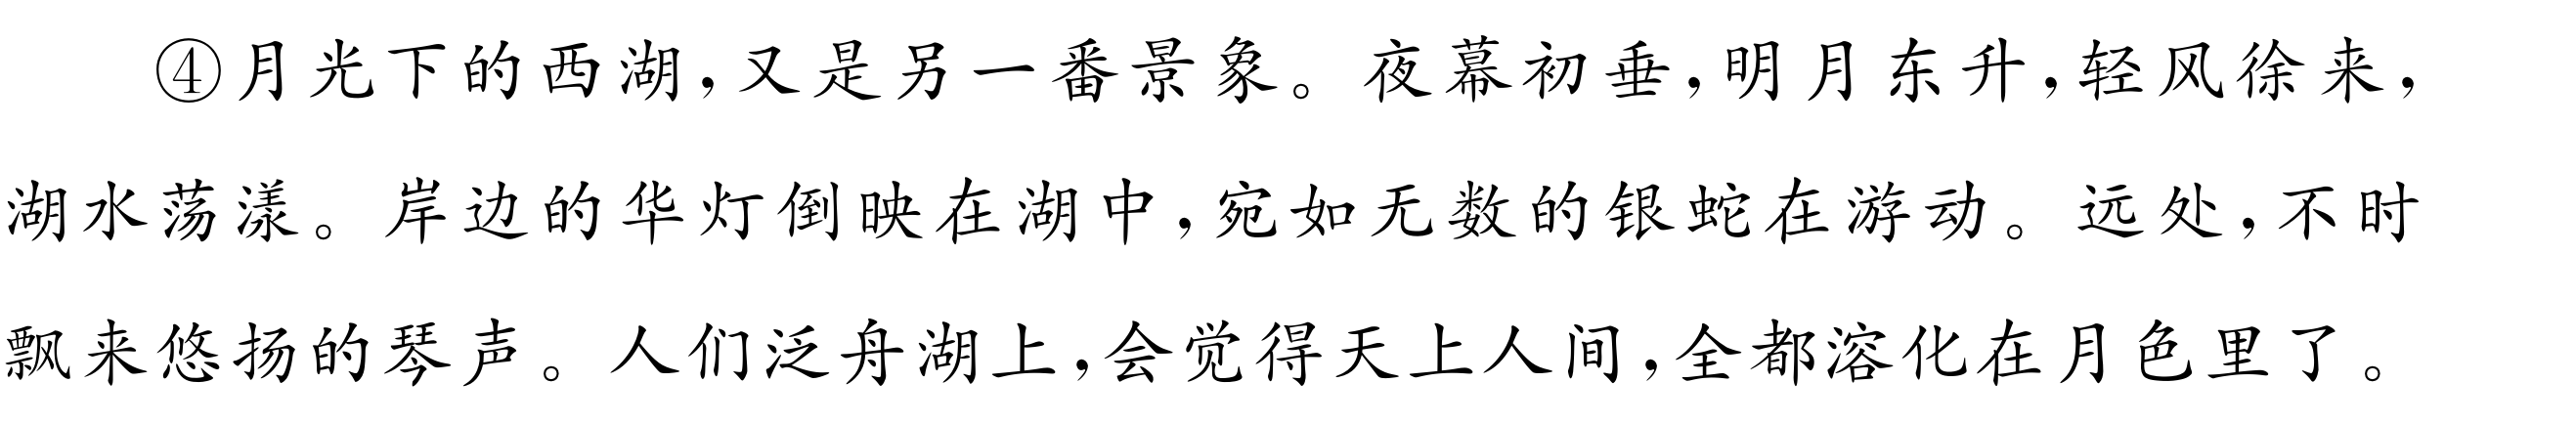 ④月光下的西湖，又是另一番景象。夜幕初垂，明月东升，轻风徐来，
湖水荡漾。岸边的华灯倒映在湖中，宛如无数的银蛇在游动。远处，不时
飘来悠扬的琴声。人们泛舟湖上，会觉得天上人间，全都溶化在月色里了。